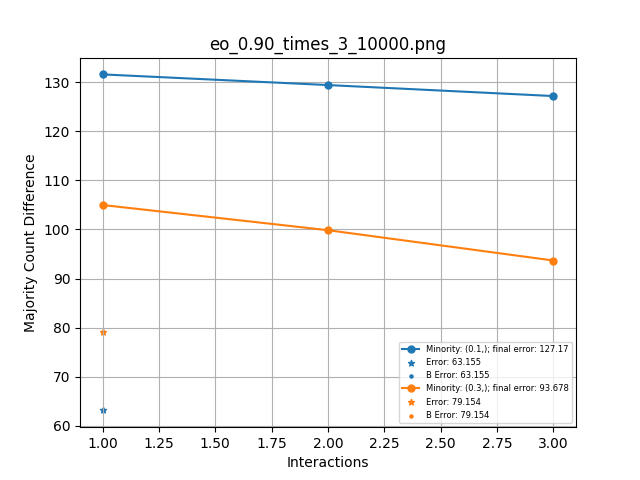 eo_0.90_times_3_10000.png
Majority Count Difference
130
120
110
100
90
80
70
60
Minority: (0.1,); final error: 127.17
Error: 63.155
B Error: 63.155
Minority: (0.3,); final error: 93.678
Error: 79.154
B Error: 79.154
1.00 1.25 1.50 1.75 2.00 2.25 2.50 2.75 3.00
Interactions